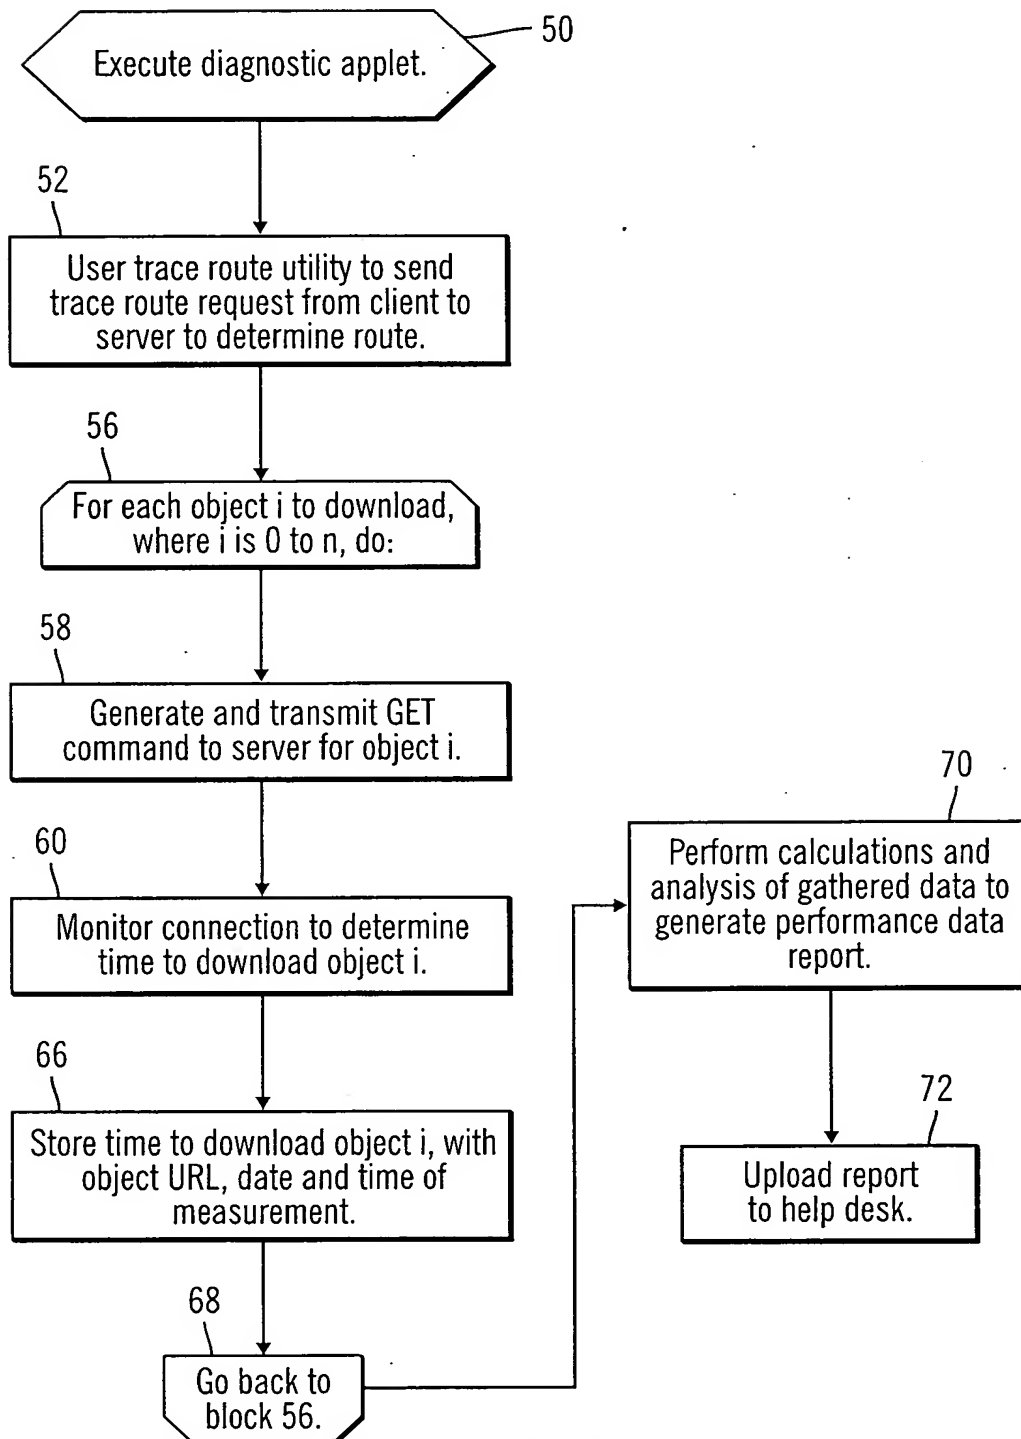 50
Execute diagnostic applet.
52
User trace route utility to send
trace route request from client to
server to determine route.
56
For each object i to download,
where i is 0 to n, do:
58
Generate and transmit GET
command to server for object i.
60
Monitor connection to determine
time to download object i.
66
Store time to download object i, with
object URL, date and time of
measurement.
68
Go back to
block 56.
70
Perform calculations and
analysis of gathered data to
generate performance data
report.
72
Upload report
to help desk.